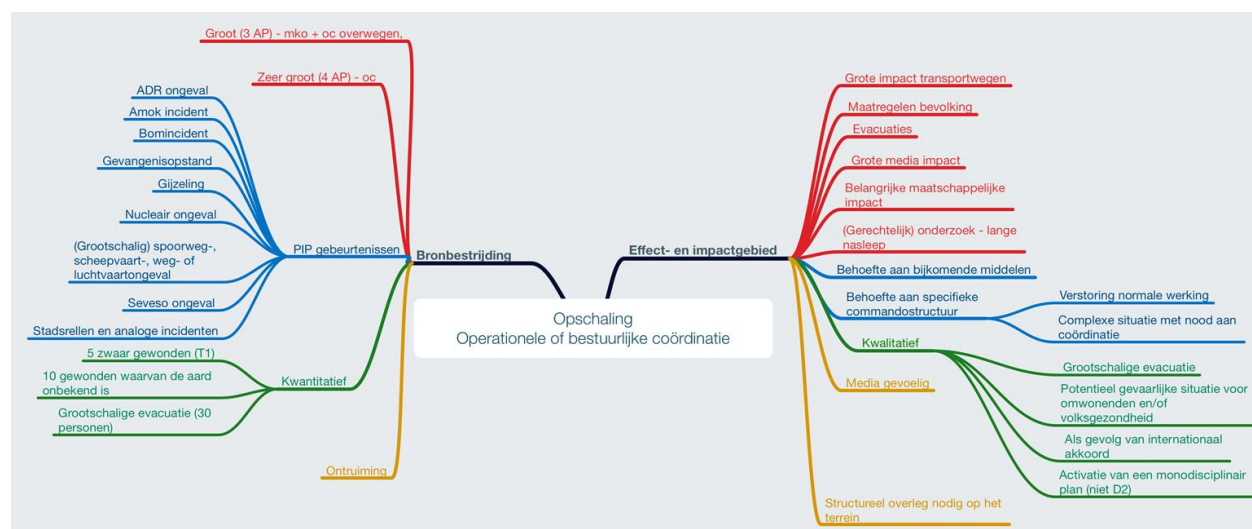 Opschaling
Operationele of bestuurlijke coördinatie
Bronbestrijding
Groot (3 AP) - mko + oc overwegen,
Zeer groot (4 AP) - oc
PIP gebeurtenissen
ADR ongeval
Amok incident
Bomincident
Gevangenisopstand
Gijzeling
Nucleair ongeval
(Grootschalig) spoorweg-,
scheepvaart-, weg- of
luchtvaartongeval
Seveso ongeval
Stadsrellen en analoge incidenten
Kwantitatief
5 zwaar gewonden (T1)
10 gewonden waarvan de aard
onbekend is
Grootschalige evacuatie (30
personen)
Ontruiming
Effect- en impactgebied
Grote impact transportwegen
Maatregelen bevolking
Evacuaties
Grote media impact
Belangrijke maatschappelijke
impact
(Gerechtelijk) onderzoek - lange
nasleep
Behoefte aan bijkomende middelen
Behoefte aan specifieke
commandostructuur
Verstoring normale werking
Complexe situatie met nood aan
coördinatie
Kwalitatief
Grootschalige evacuatie
Potentieel gevaarlijke situatie voor
omwonenden en/of
volksgezondheid
Als gevolg van internationaal
akkoord
Activatie van een monodisciplinair
plan (niet D2)
Media gevoelig
Structureel overleg nodig op het
terrein